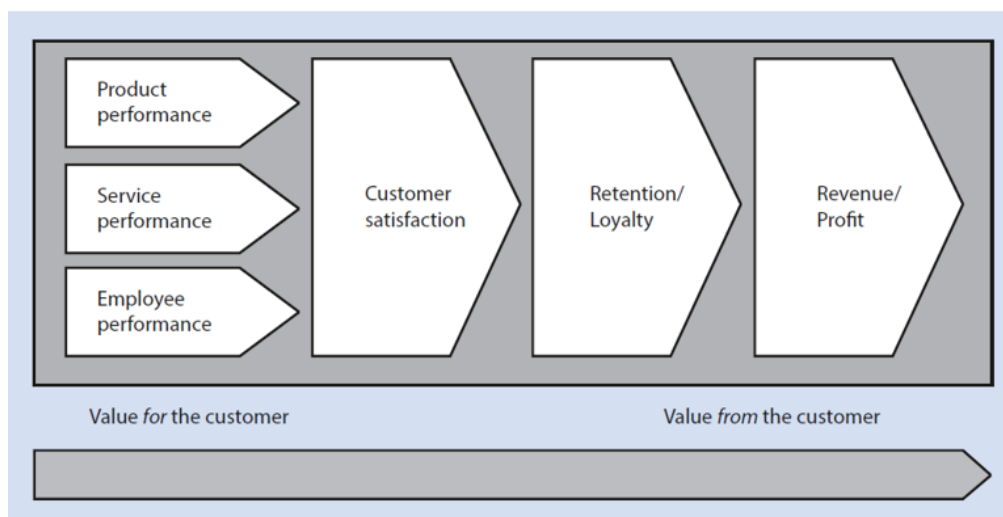 Product
performance
Service
performance
Employee
performance
Customer
satisfaction
Retention/
Loyalty
Revenue/
Profit
Value for the customer
Value from the customer